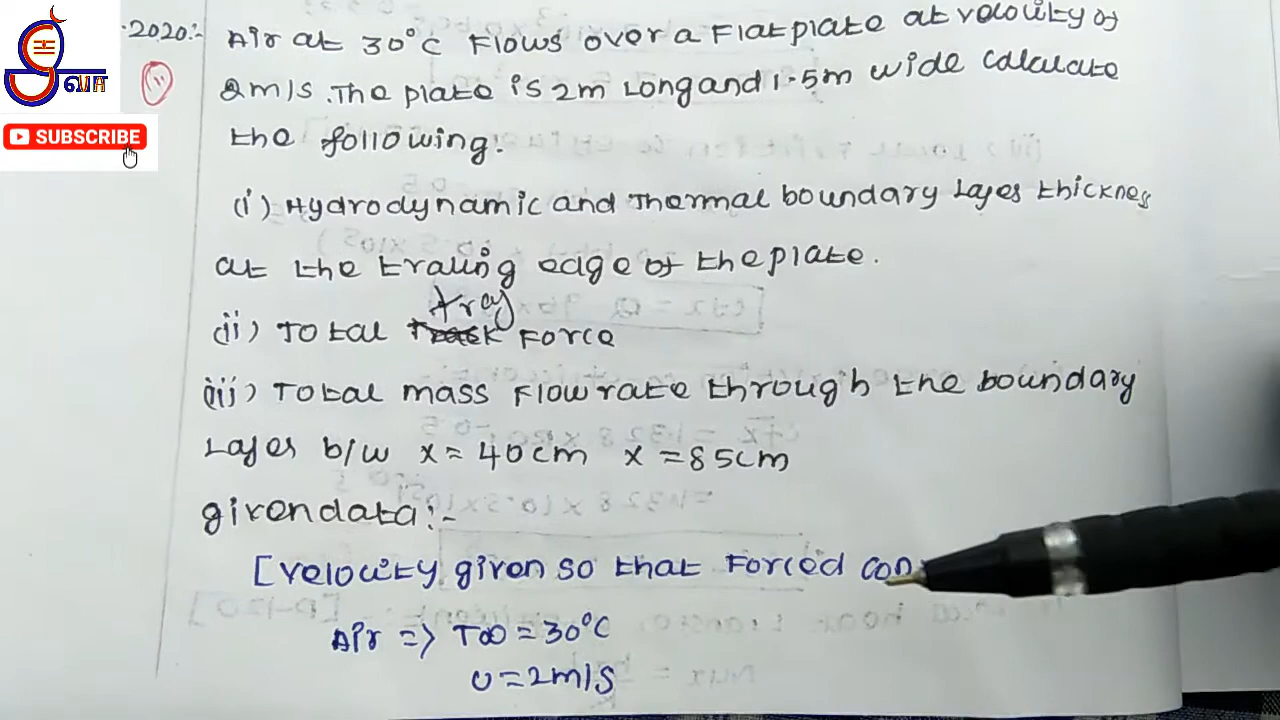 2020:-
Air at 30°C Flows over a Flat plate at velocity of
2m/s. The plate is 2m Long and 1.5m wide calculate
(11)
the following:
SUBSCRIBE
(i) Hydrodynamic and Thermal boundary Layer thicknes
at the trailing edge of the plate.
(ii) Total Force
(iii) Total mass Flow rate through the boundary
Layer b/w x = 40cm x = 85cm
given data:-
[velocity given so that Forced con
Air => T∞ = 30°C
U = 2m/s